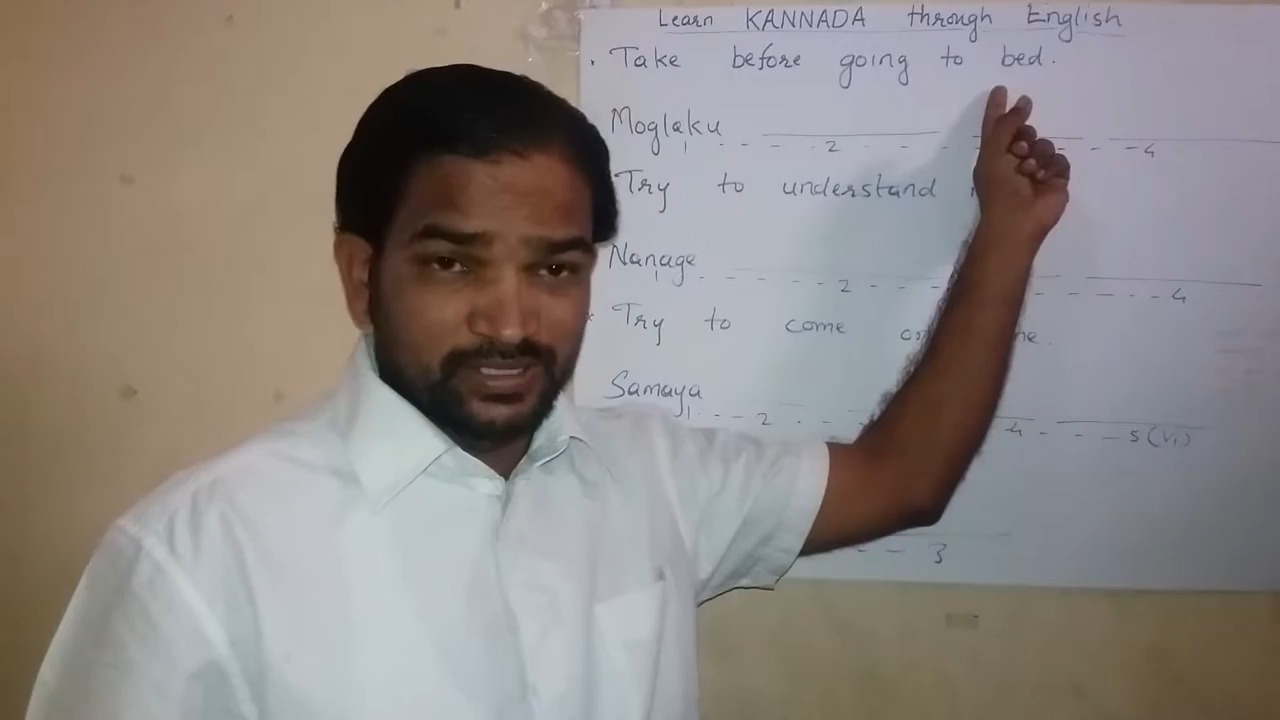 Learn KANNADA through English
. Take before going to bed.
Moglaku
1 - - - - 2 - - - - - 4
Try to understand
Nanage
1 - - - - - 2 - - - - - - - - 4
* Try to come
Samaya
1 - - - 2 - - 4 - - - 5 (V1)
- - 3